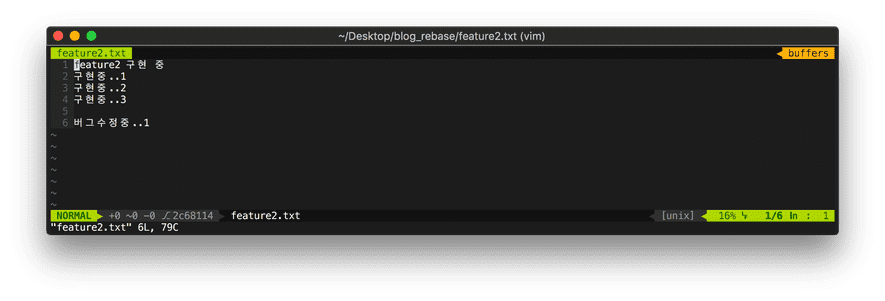 ~/Desktop/blog_rebase/feature2.txt (vim)
feature2.txt buffers
1 feature2 구현 중
2 구현중..1
3 구현중..2
4 구현중..3
5
6 버그수정중..1
~
~
~
~
~
~
~
NORMAL +0 ~0 -0 2c68114 feature2.txt [unix] 16% 1/6 ln : 1
"feature2.txt" 6L, 79C